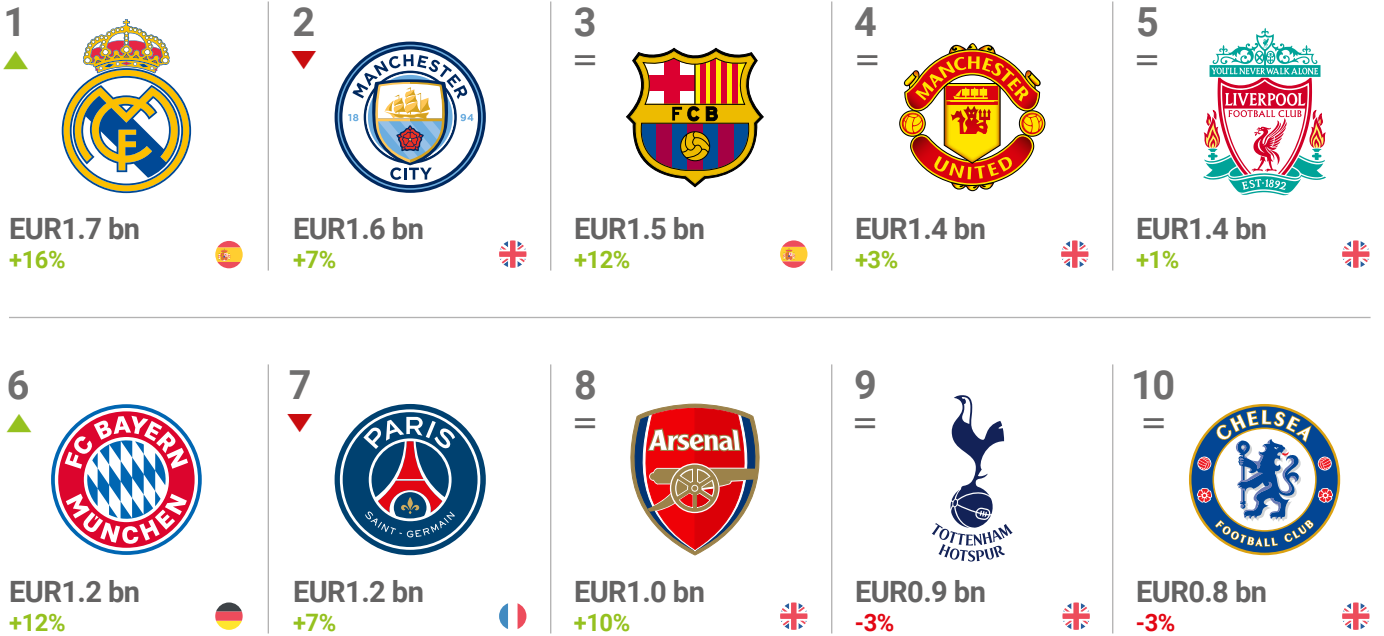 1
MANCHESTER
18 94
CITY
EUR1.6 bn
+7%
2
EUR1.7 bn
+16%
3
=
FCB
EUR1.5 bn
+12%
4
=
MANCHESTER
UNITED
EUR1.4 bn
+3%
5
=
YOU'LL NEVER WALK ALONE
LIVERPOOL
FOOTBALL CLUB
EST·1892
EUR1.4 bn
+1%
6
FC BAYERN
MÜNCHEN
EUR1.2 bn
+12%
7
PARIS
SAINT-GERMAIN
EUR1.2 bn
+7%
8
=
Arsenal
EUR1.0 bn
+10%
9
=
TOTTENHAM
HOTSPUR
EUR0.9 bn
-3%
10
=
CHELSEA
FOOTBALL CLUB
EUR0.8 bn
-3%